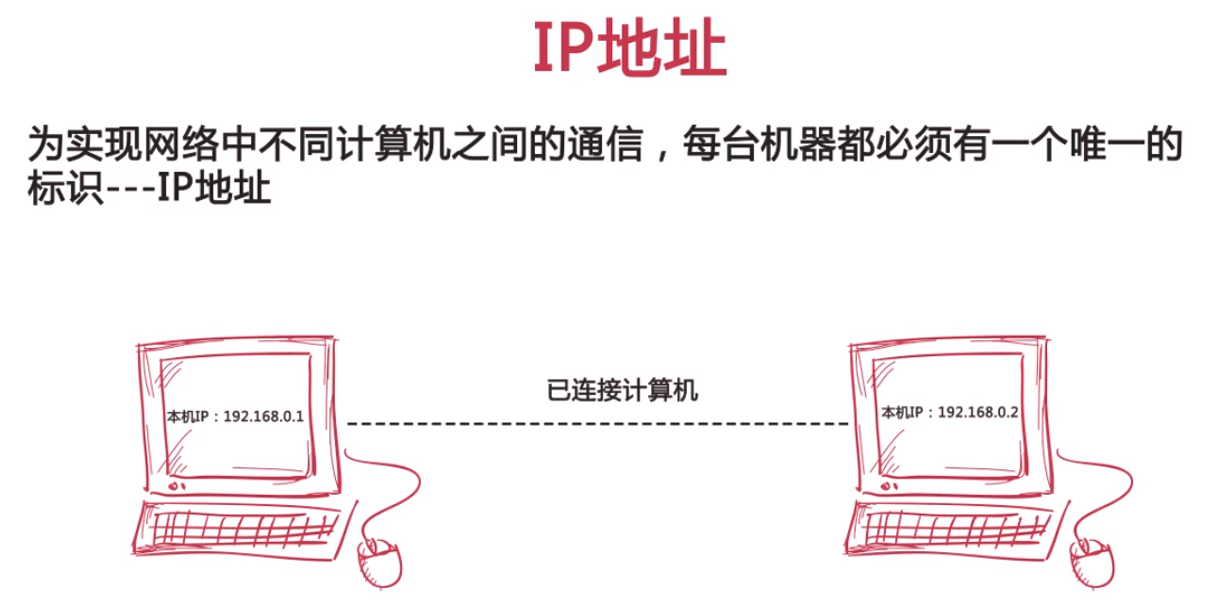 IP地址
为实现网络中不同计算机之间的通信，每台机器都必须有一个唯一的
标识---IP地址
已连接计算机
本机IP：192.168.0.1
本机IP：192.168.0.2